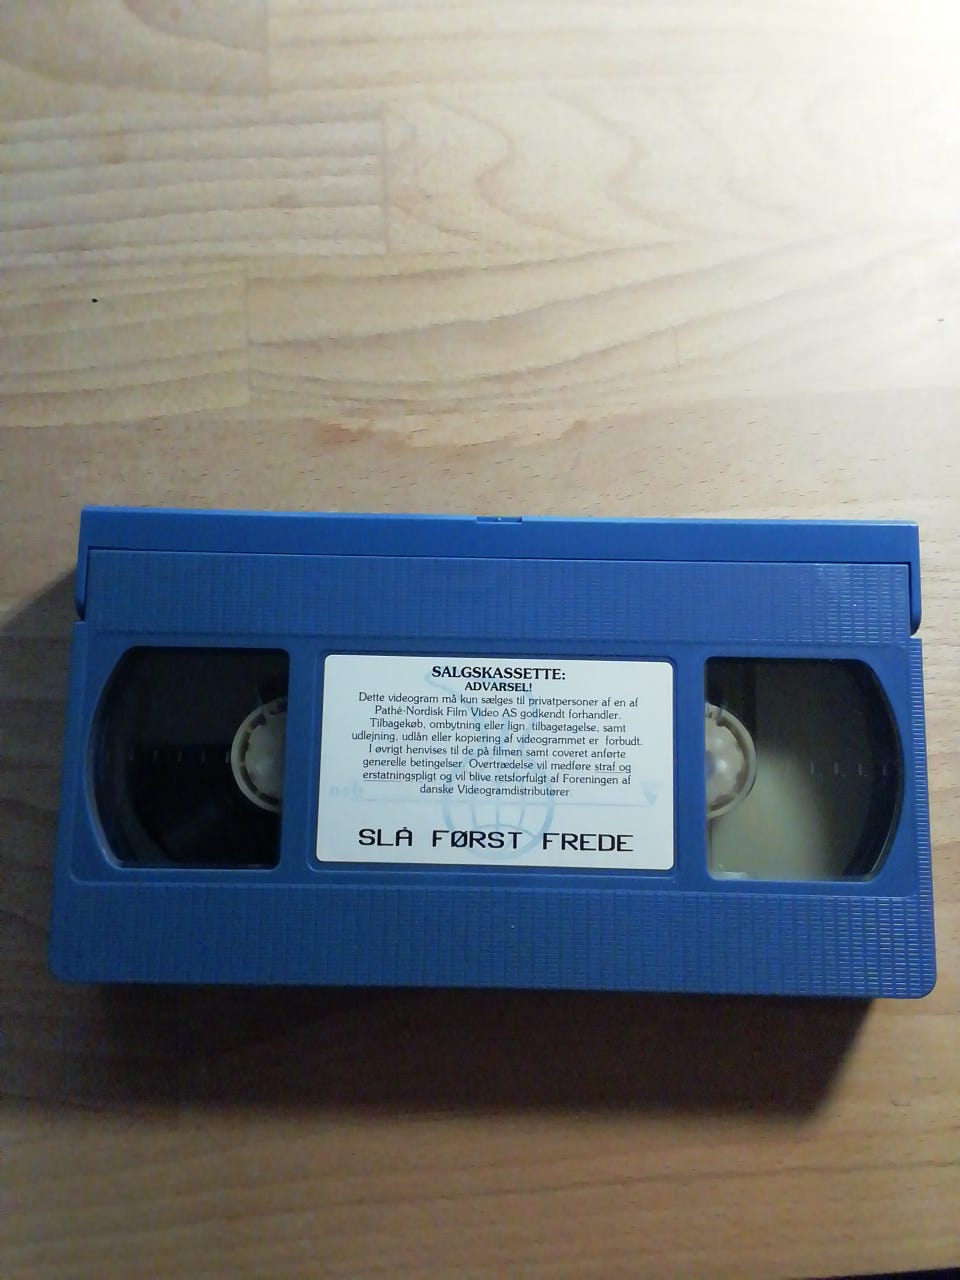 SALGSKASSETTE:
ADVARSEL!
Dette videogram må kun sælges til privatpersoner af en af
Pathé-Nordisk Film Video AS godkendt forhandler.
Tilbagekøb, ombytning eller lign. tilbagetagelse, samt
udlejning, udlån eller kopiering af videogrammet er forbudt.
I øvrigt henvises til de på filmen samt coveret anførte
generelle betingelser. Overtrædelse vil medføre straf og
erstatningspligt og vil blive retsforfulgt af Foreningen af
danske Videogramdistributører.
SLÅ FØRST FREDE